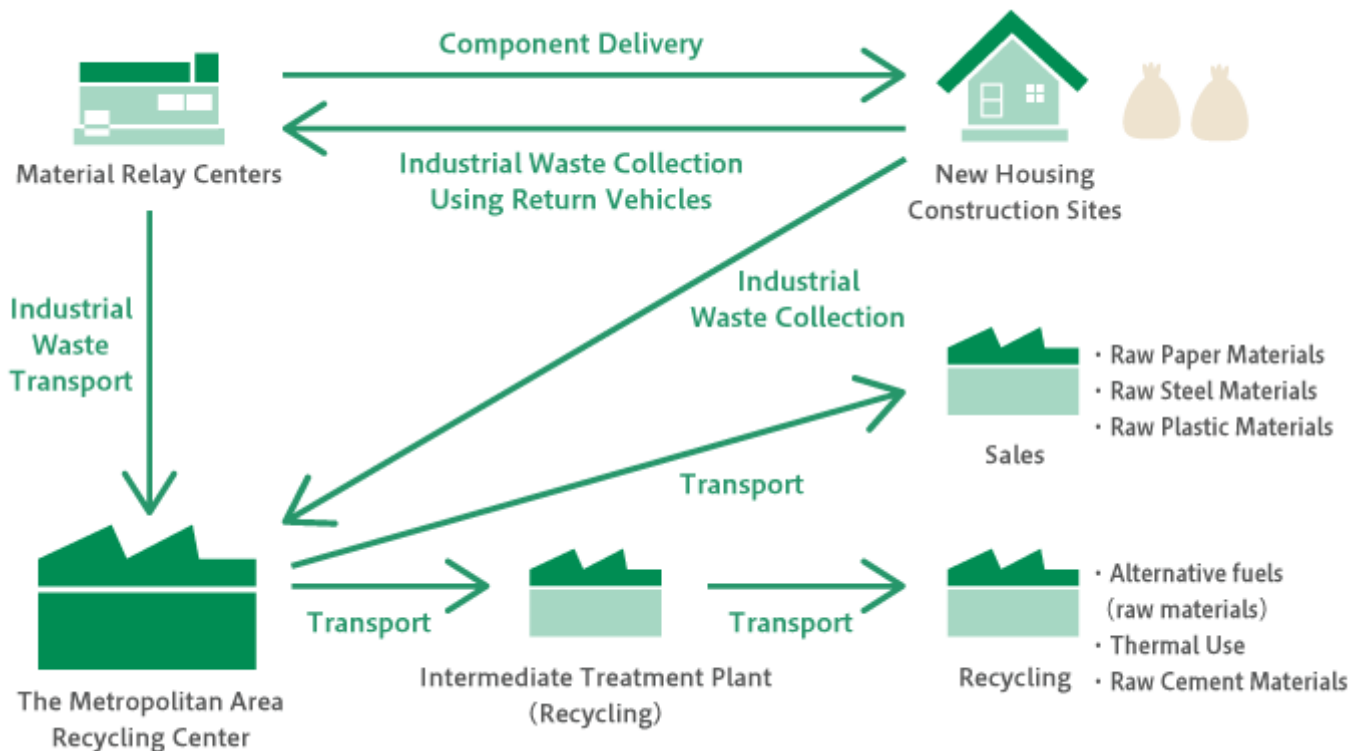 Component Delivery
Material Relay Centers
Industrial Waste Collection
Using Return Vehicles
New Housing
Construction Sites
Industrial
Waste
Transport
Industrial
Waste Collection
・Raw Paper Materials
・Raw Steel Materials
・Raw Plastic Materials
Sales
Transport
The Metropolitan Area
Recycling Center
Transport
Intermediate Treatment Plant
(Recycling)
Transport
Recycling
・Alternative fuels
(raw materials)
・Thermal Use
・Raw Cement Materials